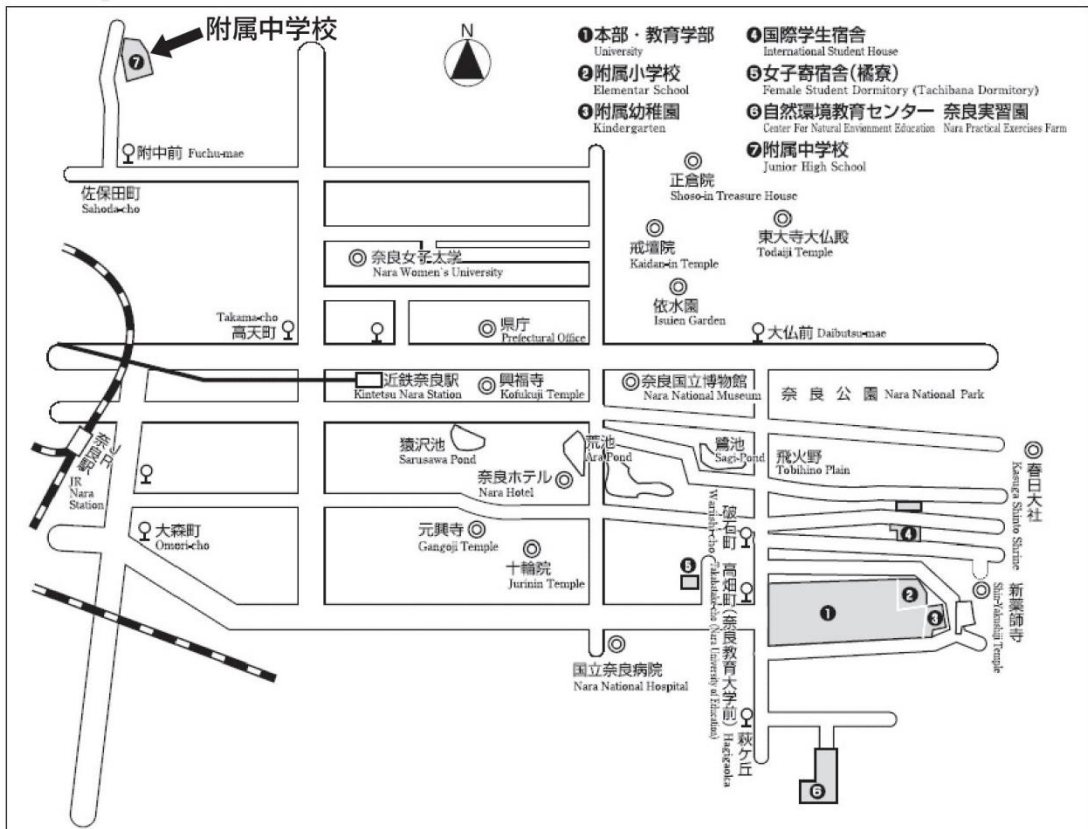 附属中学校
N
❶本部・教育学部
University
❷附属小学校
Elementar School
❸附属幼稚園
Kindergarten
❹国際学生宿舎
International Student House
❺女子寄宿舎(橘寮)
Female Student Dormitory (Tachibana Dormitory)
❻自然環境教育センター 奈良実習園
Center For Natural Envienment Education Nara Practical Exercises Farm
❼附属中学校
Junior High School
❼
附中前 Fuchu-mae
佐保田町
Sahoda-cho
正倉院
Shoso-in Treasure House
戒壇院
Kaidan-in Temple
東大寺大仏殿
Todaiji Temple
奈良女子大学
Nara Women`s University
依水園
Isuien Garden
Takama-cho
高天町
県庁
Prefectural Office
大仏前 Daibutsu-mae
近鉄奈良駅
Kintetsu Nara Station
興福寺
Kofukuji Temple
奈良国立博物館
Nara National Museum
奈良公園 Nara National Park
JR奈良駅
JR
Nara
Station
猿沢池
Sarusawa Pond
荒池
Ara Pond
鷺池
Sagi-Pond
飛火野
Tobihino Plain
春日大社
Kasuga Shinto Shrine
奈良ホテル
Nara Hotel
大森町
Omori-cho
元興寺
Gangoji Temple
十輪院
Jurinin Temple
破石町
Wariishi-cho
❹
❺
高畑町(奈良教育大学前)
Takabatake-cho (Nara University of Education)
❶
❷
❸
新薬師寺
Shin-Yakushiji Temple
国立奈良病院
Nara National Hospital
萩ケ丘
Hagigaoka
❻